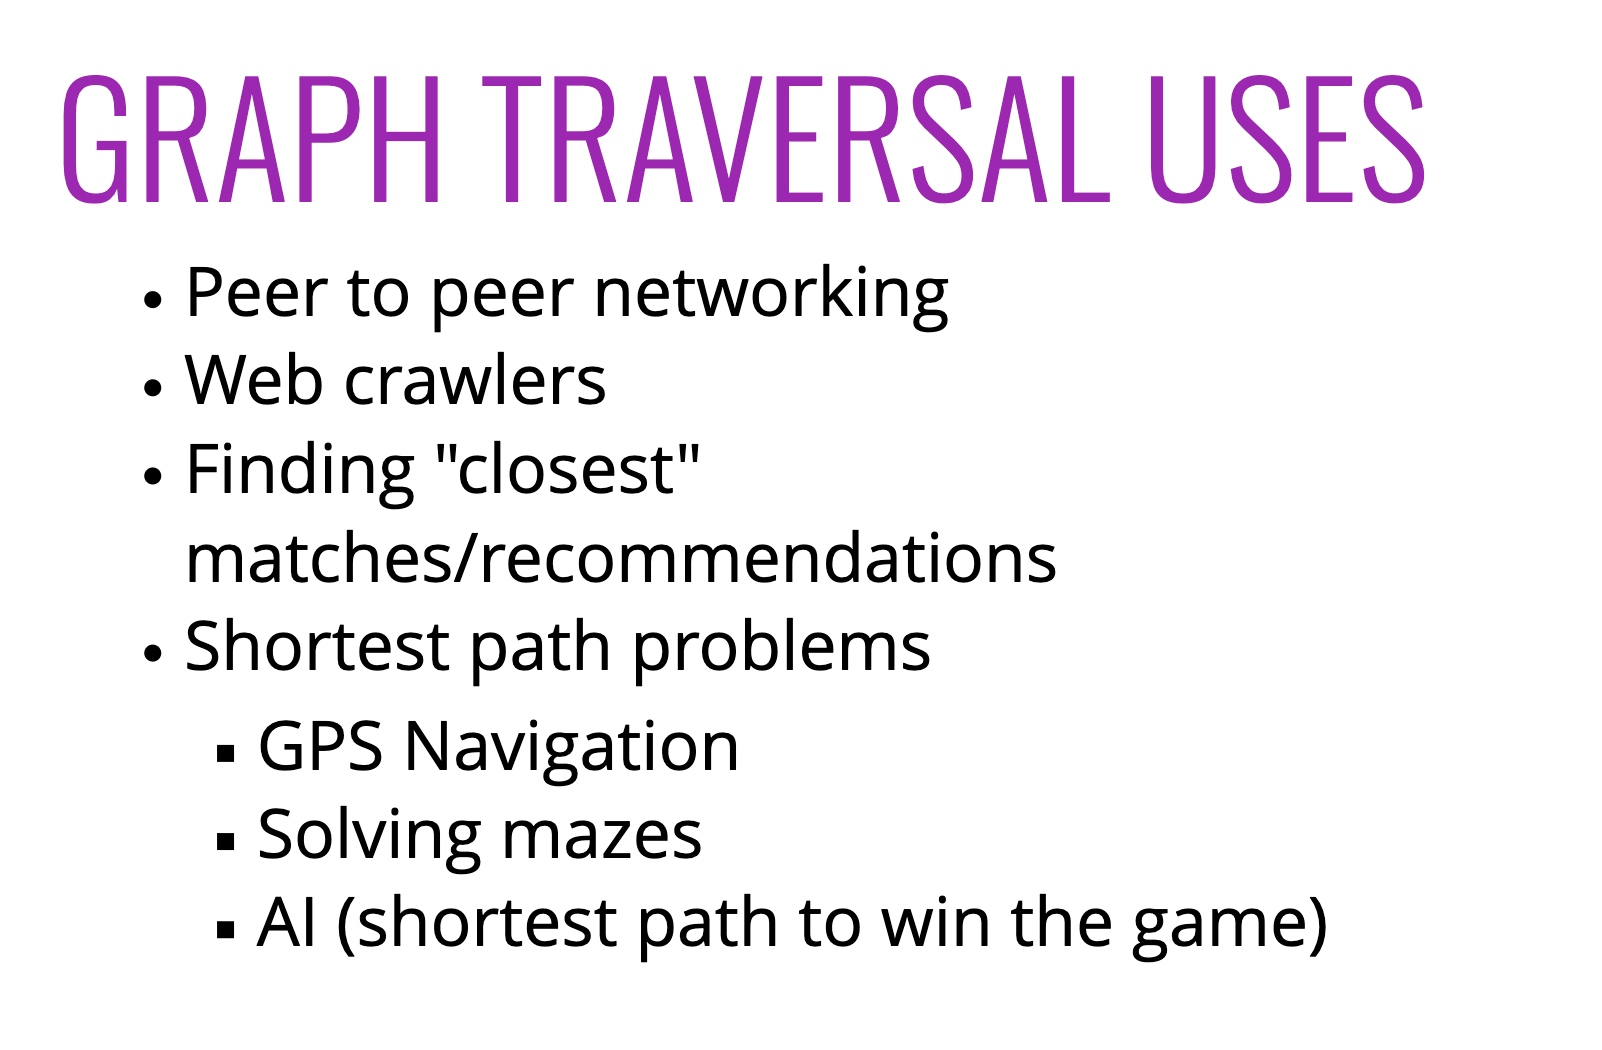 GRAPH TRAVERSAL USES
• Peer to peer networking
• Web crawlers
• Finding "closest"
matches/recommendations
• Shortest path problems
▪ GPS Navigation
▪ Solving mazes
▪ AI (shortest path to win the game)